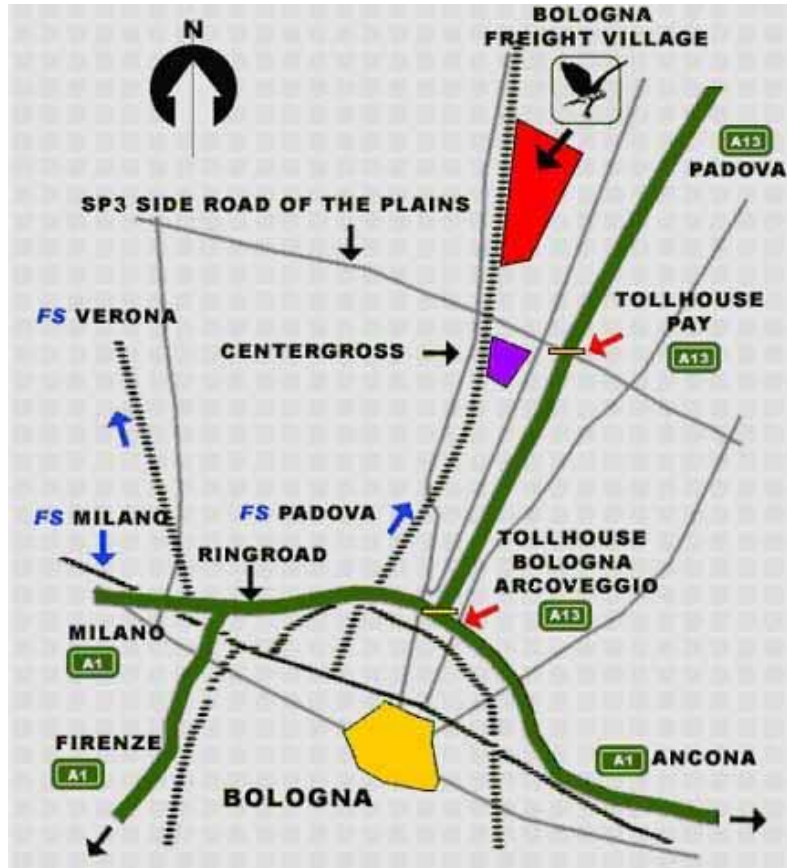 BOLOGNA
FREIGHT VILLAGE
N
A13
PADOVA
SP3 SIDE ROAD OF THE PLAINS
FS VERONA
TOLLHOUSE
PAY
A13
CENTERGROSS
FS MILANO
FS PADOVA
RINGROAD
TOLLHOUSE
BOLOGNA
ARCOVEGGIO
A13
MILANO
A1
FIRENZE
A1
A1 ANCONA
BOLOGNA